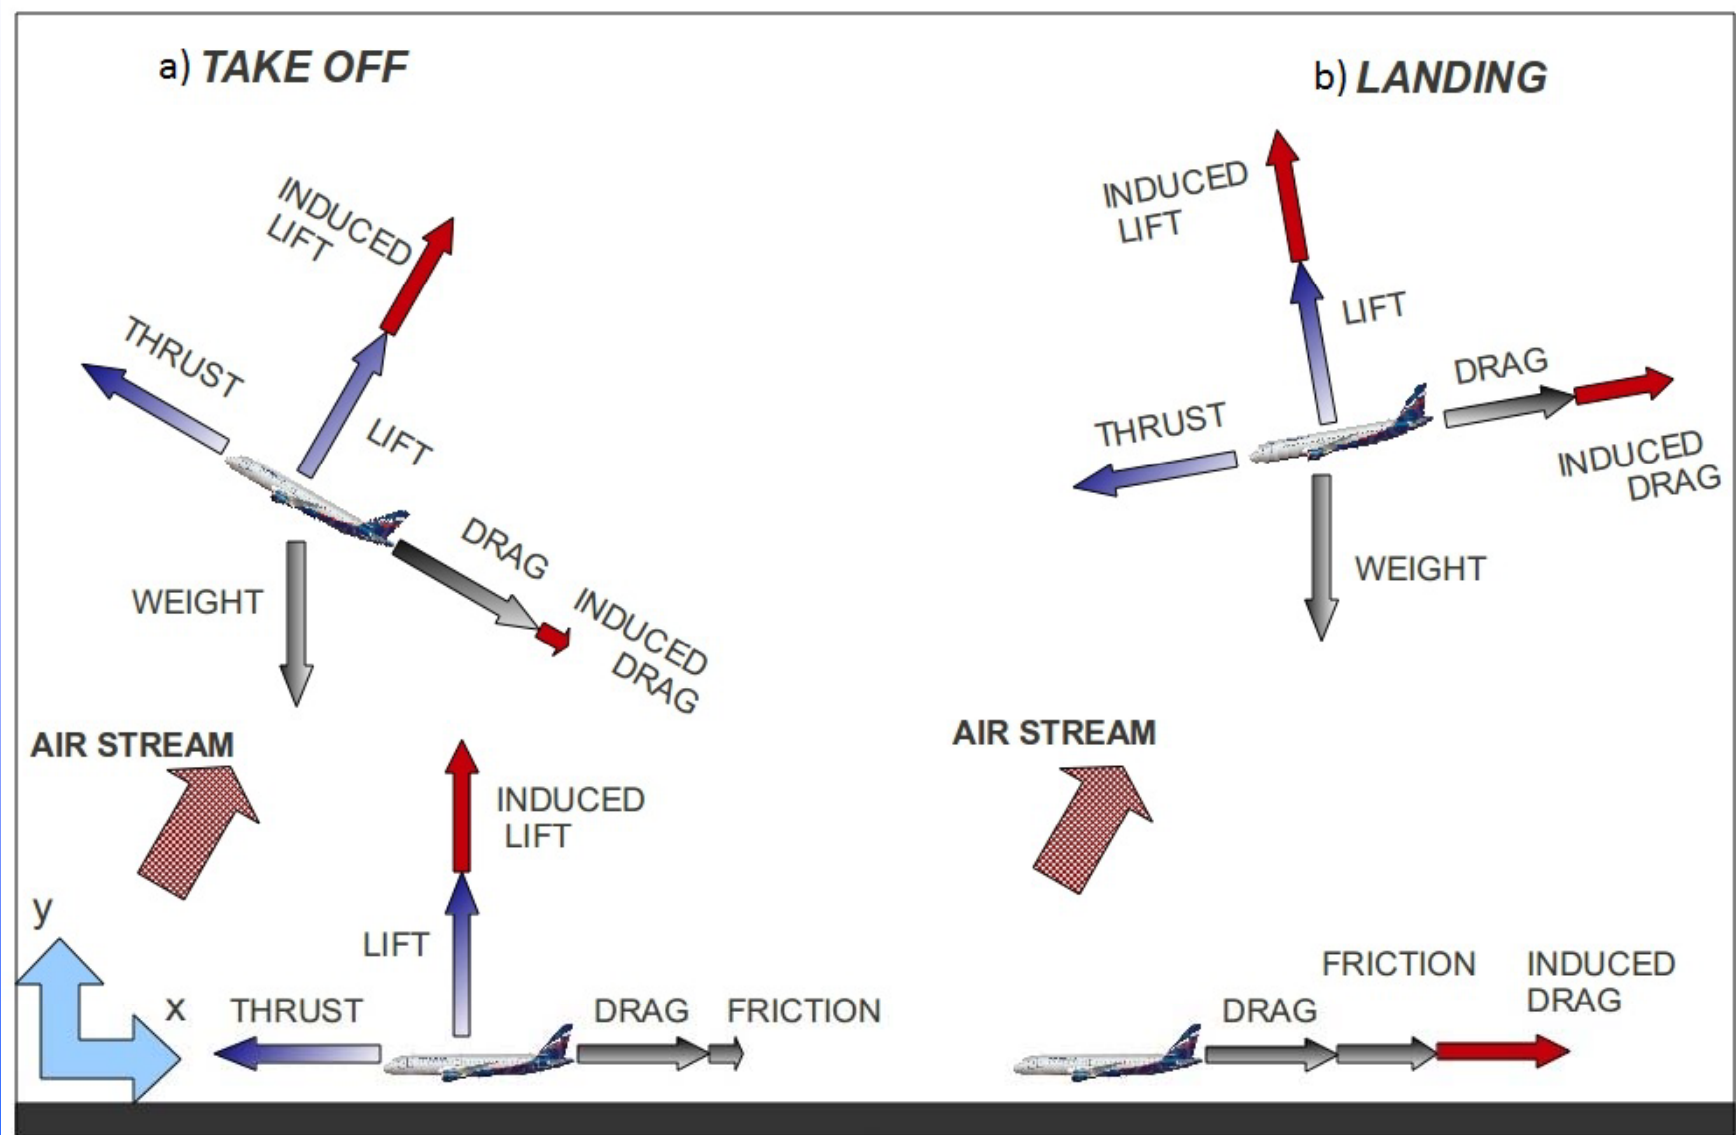 a) TAKE OFF
INDUCED
LIFT
THRUST
LIFT
DRAG
WEIGHT
INDUCED
DRAG
AIR STREAM
INDUCED
LIFT
y
LIFT
x
THRUST
DRAG
FRICTION
b) LANDING
INDUCED
LIFT
LIFT
DRAG
THRUST
INDUCED
DRAG
WEIGHT
AIR STREAM
FRICTION
INDUCED
DRAG
DRAG